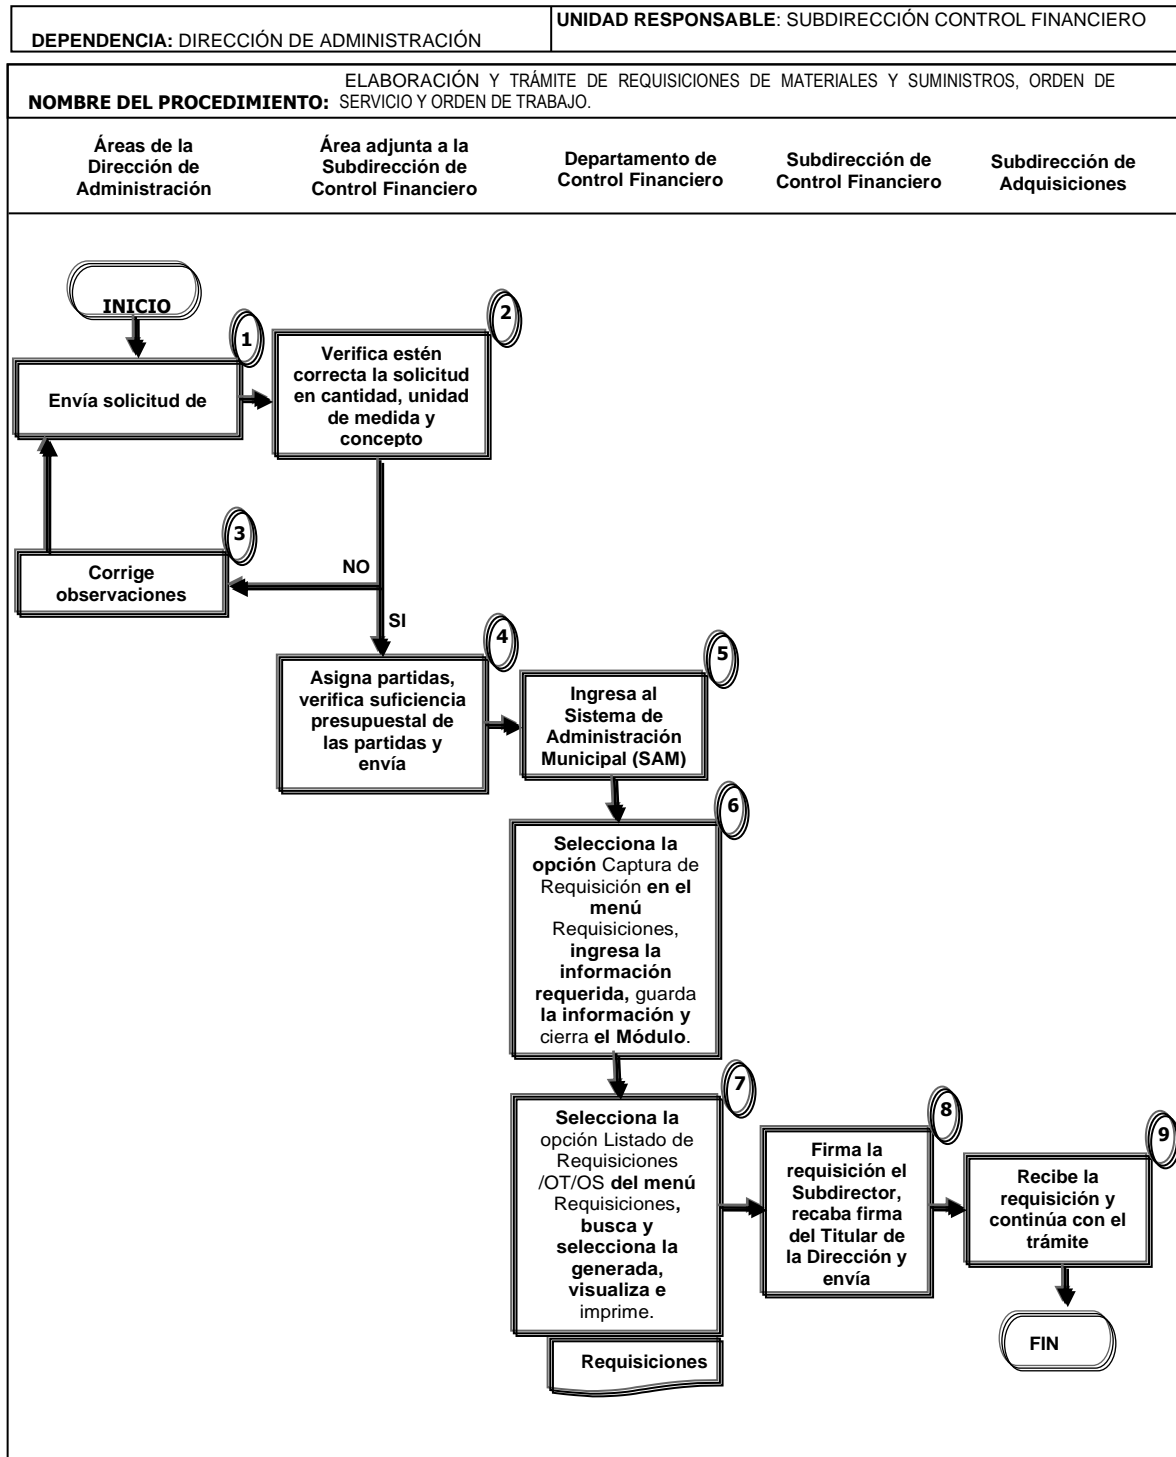 DEPENDENCIA: DIRECCIÓN DE ADMINISTRACIÓN
UNIDAD RESPONSABLE: SUBDIRECCIÓN CONTROL FINANCIERO
NOMBRE DEL PROCEDIMIENTO:
ELABORACIÓN Y TRÁMITE DE REQUISICIONES DE MATERIALES Y SUMINISTROS, ORDEN DE
SERVICIO Y ORDEN DE TRABAJO.
Áreas de la
Dirección de
Administración
Área adjunta a la
Subdirección de
Control Financiero
Departamento de
Control Financiero
Subdirección de
Control Financiero
Subdirección de
Adquisiciones
INICIO
1
Envía solicitud de
2
Verifica estén
correcta la solicitud
en cantidad, unidad
de medida y
concepto
3
Corrige
observaciones
NO
SI
4
Asigna partidas,
verifica suficiencia
presupuestal de
las partidas y
envía
5
Ingresa al
Sistema de
Administración
Municipal (SAM)
6
Selecciona la
opción Captura de
Requisición en el
menú
Requisiciones,
ingresa la
información
requerida, guarda
la información y
cierra el Módulo.
7
Selecciona la
opción Listado de
Requisiciones
/OT/OS del menú
Requisiciones,
busca y
selecciona la
generada,
visualiza e
imprime.
Requisiciones
8
Firma la
requisición el
Subdirector,
recaba firma
del Titular de
la Dirección y
envía
9
Recibe la
requisición y
continúa con el
trámite
FIN